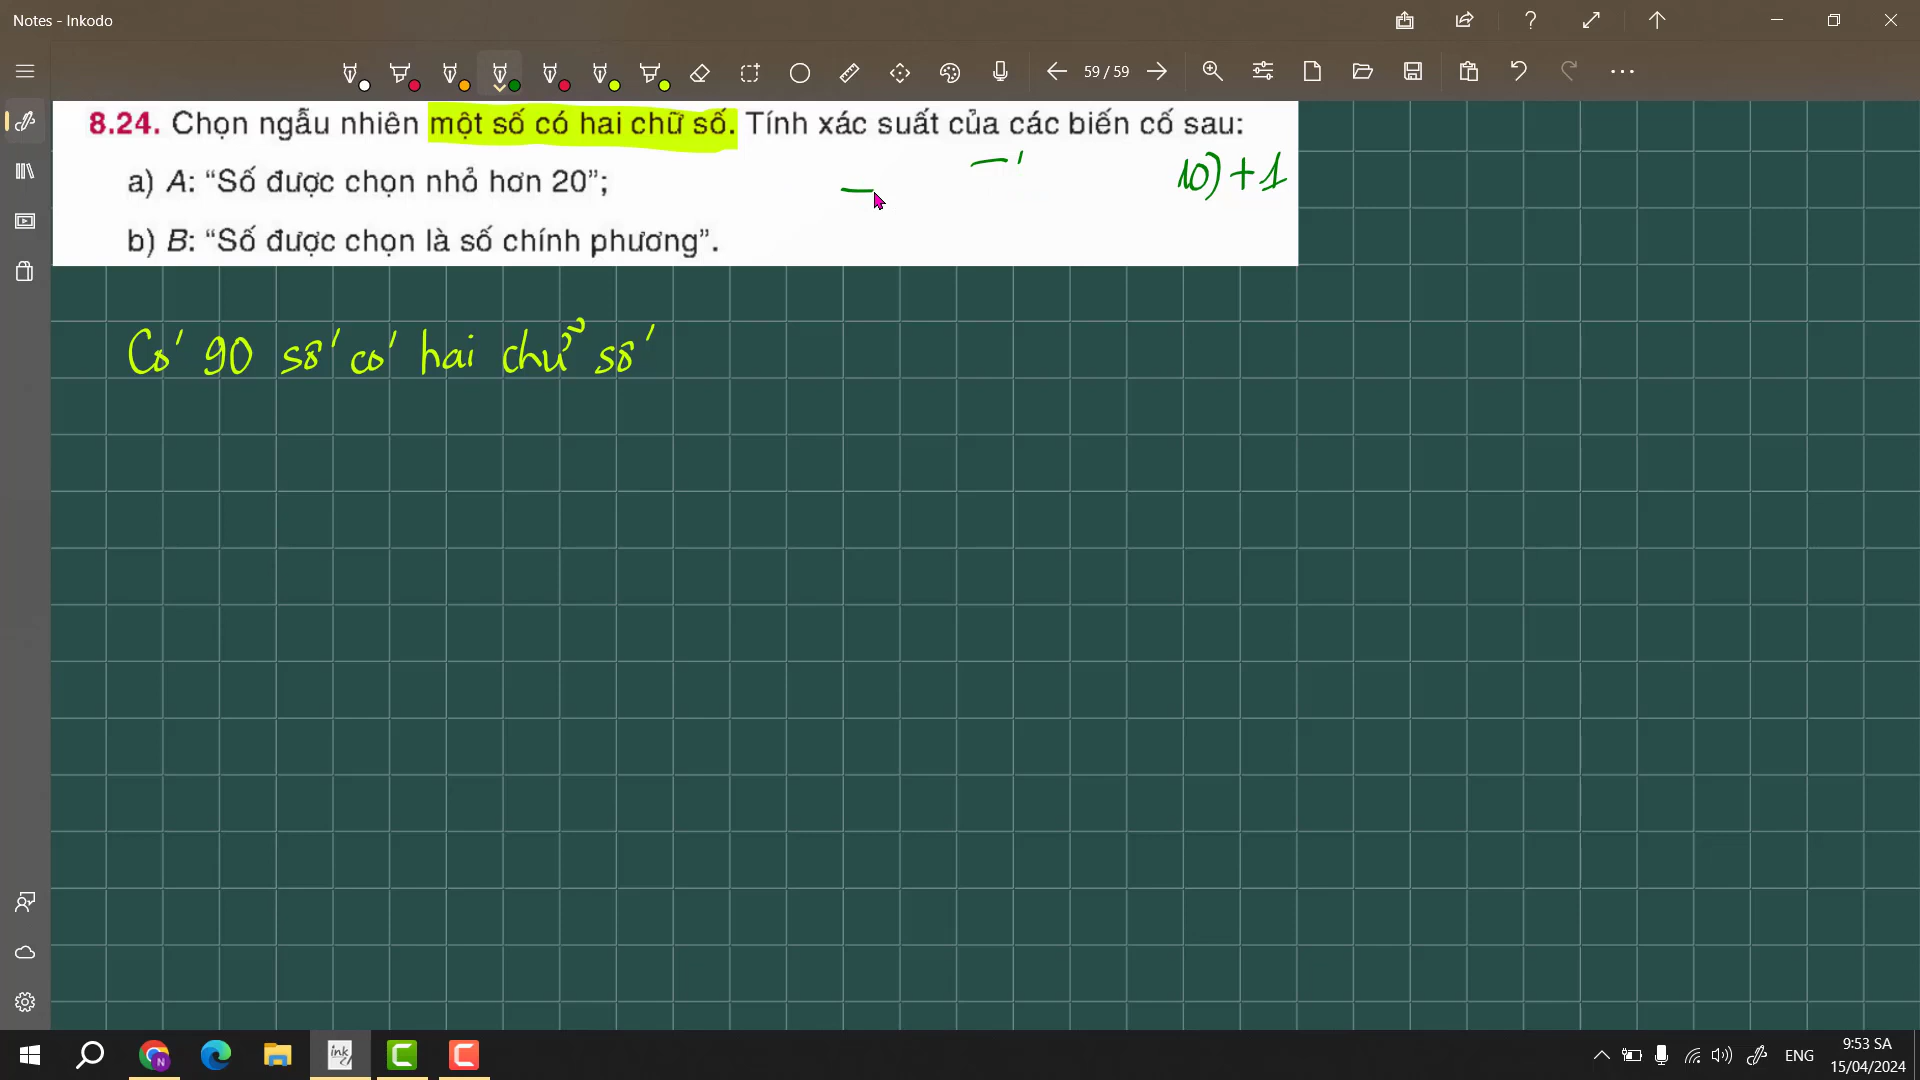 Notes - Inkodo
59 / 59
8.24. Chọn ngẫu nhiên một số có hai chữ số. Tính xác suất của các biến cố sau:
a) A: “Số được chọn nhỏ hơn 20”;
10) + 1
b) B: “Số được chọn là số chính phương”.
Có 90 số có hai chữ số
ink
ENG
9:53 SA
15/04/2024